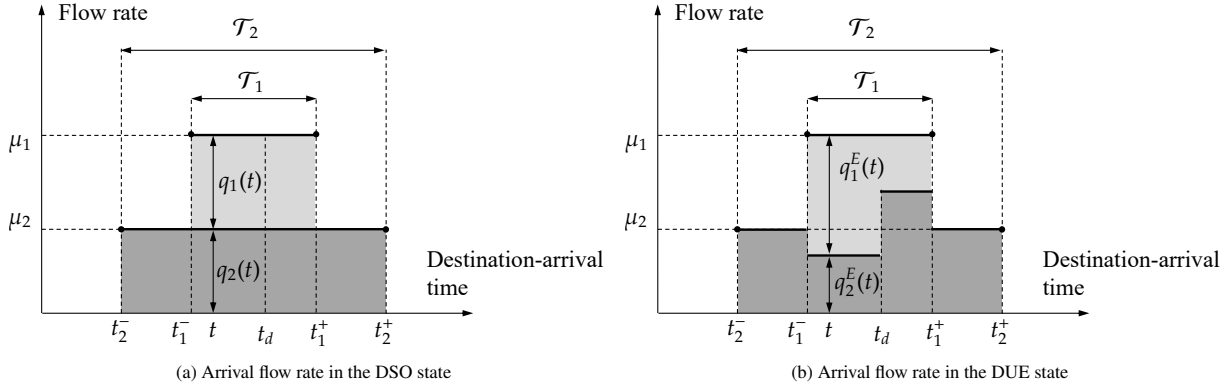 Flow rate
𝒯₂
𝒯₁
μ₁
q₁(t)
μ₂
q₂(t)
Destination-arrival
time
t₂⁻ t₁⁻ t t_d t₁⁺ t₂⁺
(a) Arrival flow rate in the DSO state
Flow rate
𝒯₂
𝒯₁
μ₁
q₁ᴱ(t)
μ₂
q₂ᴱ(t)
Destination-arrival
time
t₂⁻ t₁⁻ t t_d t₁⁺ t₂⁺
(b) Arrival flow rate in the DUE state